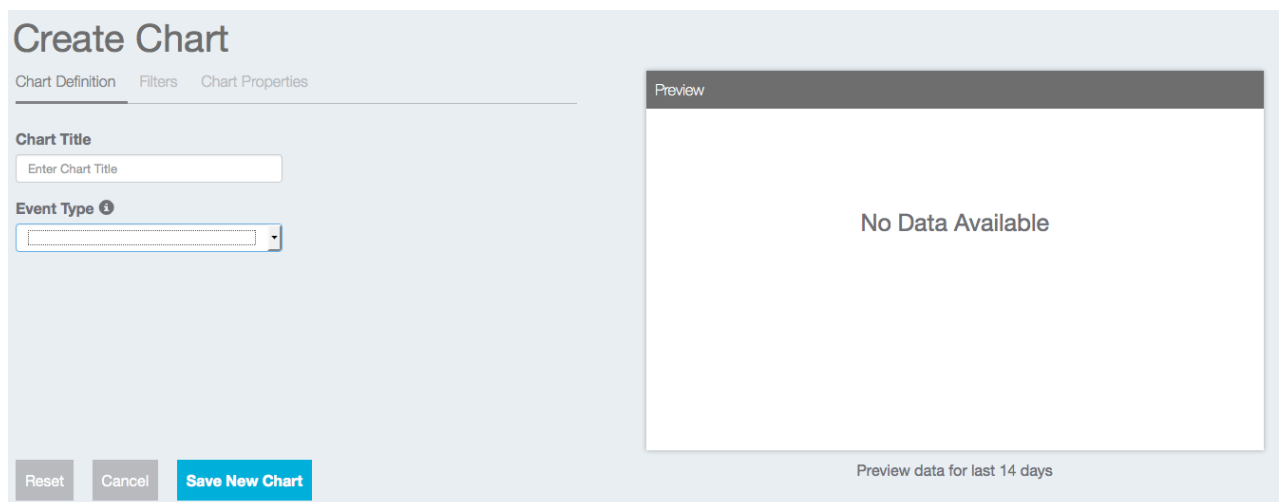 Create Chart
Chart Definition Filters Chart Properties
Chart Title
Enter Chart Title
Event Type
Reset Cancel Save New Chart
Preview
No Data Available
Preview data for last 14 days